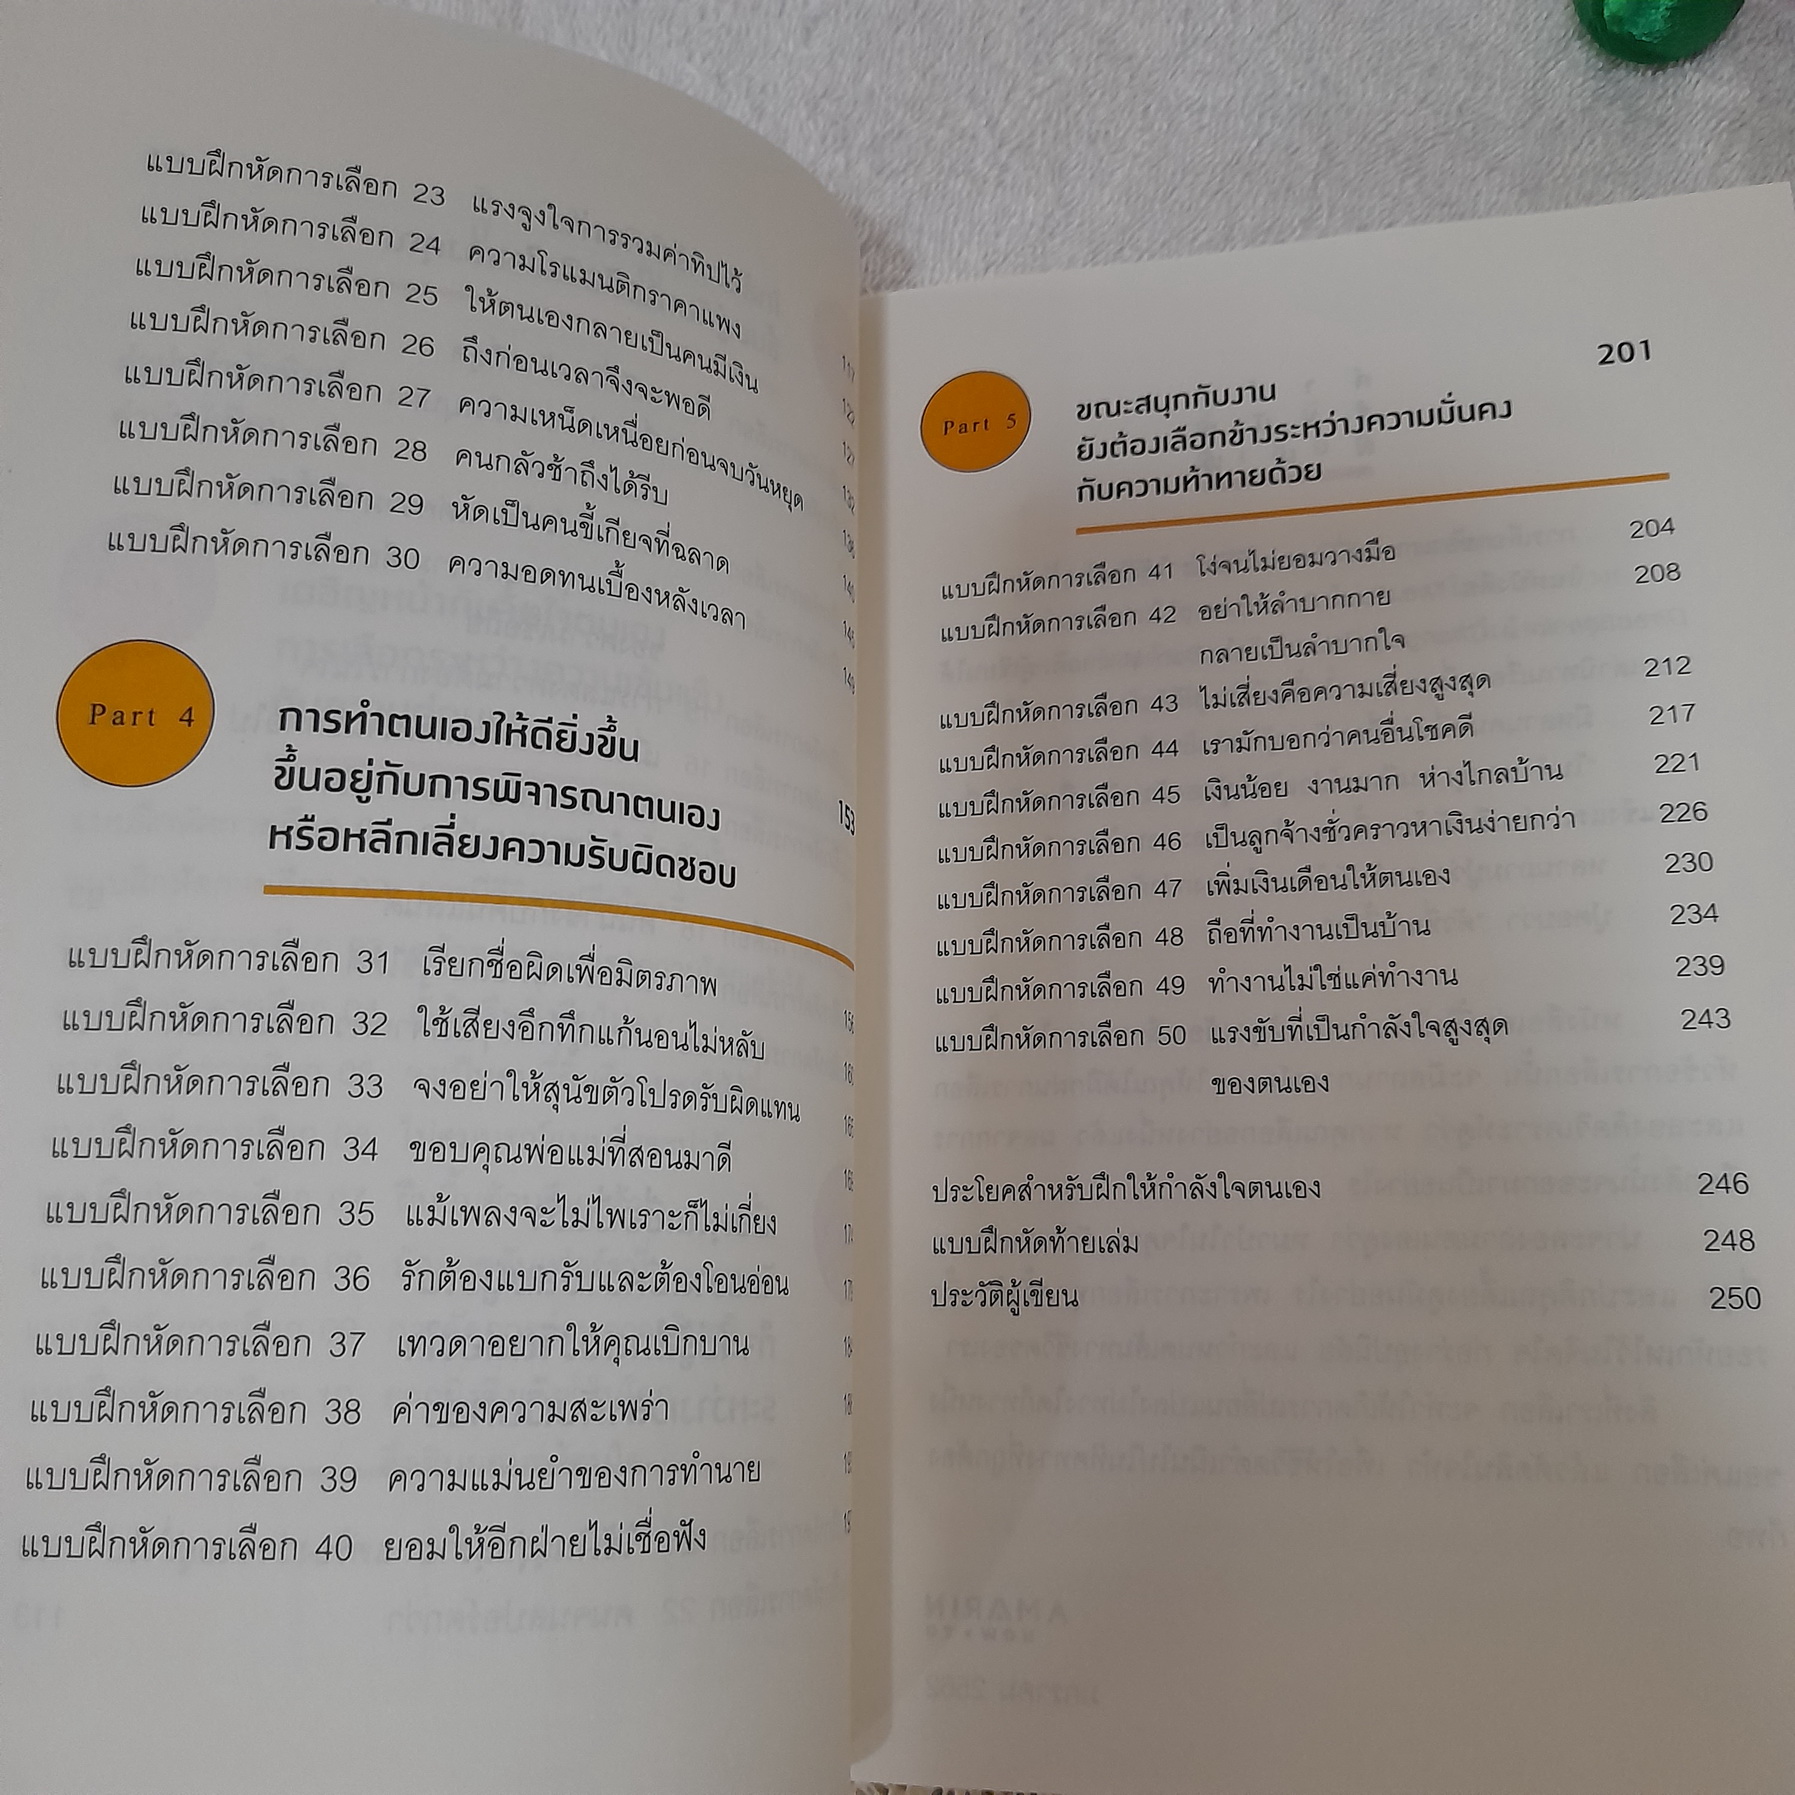 แบบฝึกหัดการเลือก 23 แรงจูงใจการรวมค่าทิปไว้
แบบฝึกหัดการเลือก 24 ความโรแมนติกราคาแพง
แบบฝึกหัดการเลือก 25 ให้ตนเองกลายเป็นคนมีเงิน
แบบฝึกหัดการเลือก 26 ถึงก่อนเวลาจึงจะพอดี
แบบฝึกหัดการเลือก 27 ความเหน็ดเหนื่อยก่อนจบวันหยุด
แบบฝึกหัดการเลือก 28 คนกลัวช้าถึงได้รีบ
แบบฝึกหัดการเลือก 29 หัดเป็นคนขี้เกียจที่ฉลาด
แบบฝึกหัดการเลือก 30 ความอดทนเบื้องหลังเวลา
Part 4
การทำตนเองให้ดียิ่งขึ้น
ขึ้นอยู่กับการพิจารณาตนเอง 153
หรือหลีกเลี่ยงความรับผิดชอบ
แบบฝึกหัดการเลือก 31 เรียกชื่อผิดเพื่อมิตรภาพ
แบบฝึกหัดการเลือก 32 ใช้เสียงอึกทึกแก้นอนไม่หลับ
แบบฝึกหัดการเลือก 33 จงอย่าให้สุนัขตัวโปรดรับผิดแทน
แบบฝึกหัดการเลือก 34 ขอบคุณพ่อแม่ที่สอนมาดี
แบบฝึกหัดการเลือก 35 แม้เพลงจะไม่ไพเราะก็ไม่เกี่ยง
แบบฝึกหัดการเลือก 36 รักต้องแบกรับและต้องโอนอ่อน
แบบฝึกหัดการเลือก 37 เทวดาอยากให้คุณเบิกบาน
แบบฝึกหัดการเลือก 38 ค่าของความสะเพร่า
แบบฝึกหัดการเลือก 39 ความแม่นยำของการทำนาย
แบบฝึกหัดการเลือก 40 ยอมให้อีกฝ่ายไม่เชื่อฟัง
Part 5
ขณะสนุกกับงาน 201
ยังต้องเลือกข้างระหว่างความมั่นคง
กับความท้าทายด้วย
แบบฝึกหัดการเลือก 41 โง่จนไม่ยอมวางมือ 204
แบบฝึกหัดการเลือก 42 อย่าให้ลำบากกาย 208
กลายเป็นลำบากใจ
แบบฝึกหัดการเลือก 43 ไม่เสี่ยงคือความเสี่ยงสูงสุด 212
แบบฝึกหัดการเลือก 44 เรามักบอกว่าคนอื่นโชคดี 217
แบบฝึกหัดการเลือก 45 เงินน้อย งานมาก ห่างไกลบ้าน 221
แบบฝึกหัดการเลือก 46 เป็นลูกจ้างชั่วคราวหาเงินง่ายกว่า 226
แบบฝึกหัดการเลือก 47 เพิ่มเงินเดือนให้ตนเอง 230
แบบฝึกหัดการเลือก 48 ถือที่ทำงานเป็นบ้าน 234
แบบฝึกหัดการเลือก 49 ทำงานไม่ใช่แค่ทำงาน 239
แบบฝึกหัดการเลือก 50 แรงขับที่เป็นกำลังใจสูงสุด 243
ของตนเอง
ประโยคสำหรับฝึกให้กำลังใจตนเอง 246
แบบฝึกหัดท้ายเล่ม 248
ประวัติผู้เขียน 250